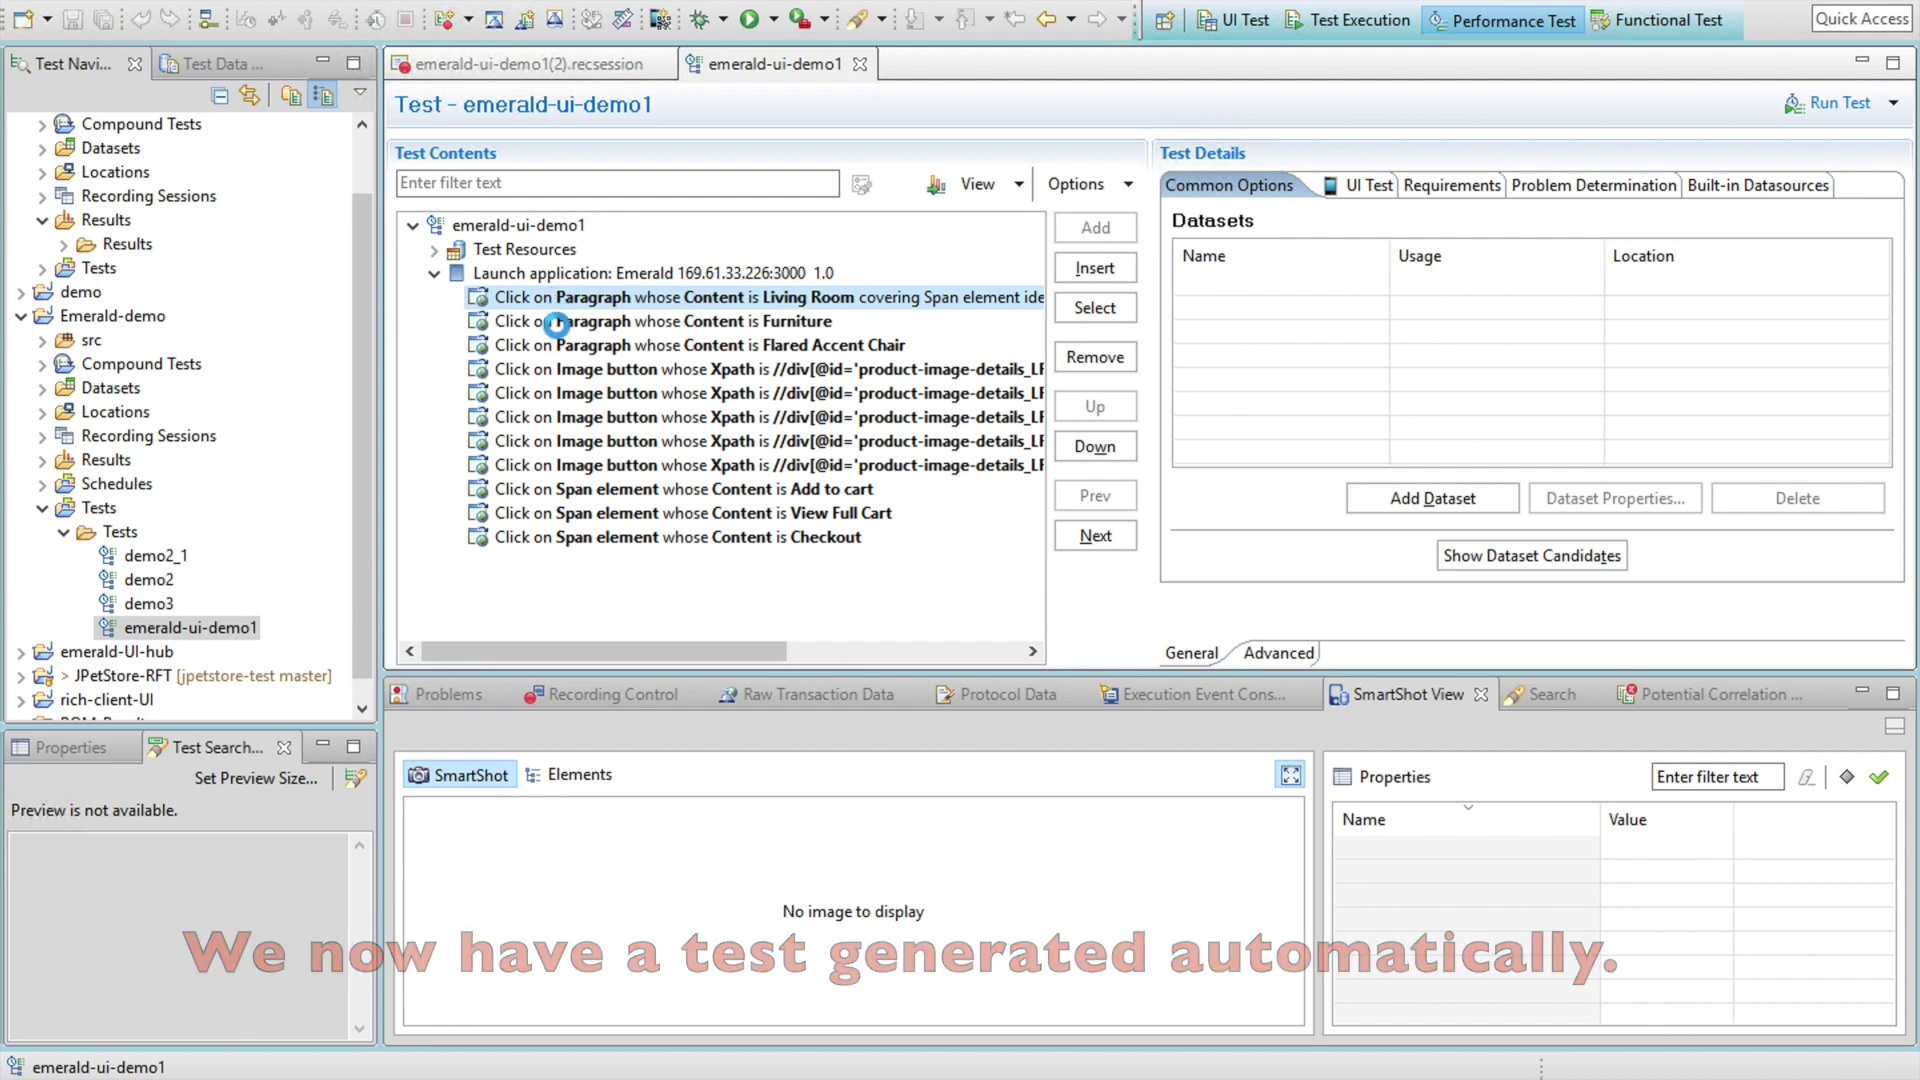 UI Test
Test Execution
Performance Test
Functional Test
Quick Access
Test Navi...
Test Data ...
Compound Tests
Datasets
Locations
Recording Sessions
Results
Results
Tests
demo
Emerald-demo
src
Compound Tests
Datasets
Locations
Recording Sessions
Results
Schedules
Tests
Tests
demo2_1
demo2
demo3
emerald-ui-demo1
emerald-UI-hub
> JPetStore-RFT [jpetstore-test master]
rich-client-UI
emerald-ui-demo1(2).recsession
emerald-ui-demo1
Test - emerald-ui-demo1
Run Test
Test Contents
Enter filter text
View
Options
emerald-ui-demo1
Test Resources
Launch application: Emerald 169.61.33.226:3000 1.0
Click on Paragraph whose Content is Living Room covering Span element ide
Click on Paragraph whose Content is Furniture
Click on Paragraph whose Content is Flared Accent Chair
Click on Image button whose Xpath is //div[@id='product-image-details_LF
Click on Image button whose Xpath is //div[@id='product-image-details_LF
Click on Image button whose Xpath is //div[@id='product-image-details_LF
Click on Image button whose Xpath is //div[@id='product-image-details_LF
Click on Image button whose Xpath is //div[@id='product-image-details_LF
Click on Span element whose Content is Add to cart
Click on Span element whose Content is View Full Cart
Click on Span element whose Content is Checkout
Add
Insert
Select
Remove
Up
Down
Prev
Next
Test Details
Common Options
UI Test
Requirements
Problem Determination
Built-in Datasources
Datasets
Name
Usage
Location
Add Dataset
Dataset Properties...
Delete
Show Dataset Candidates
General
Advanced
Problems
Recording Control
Raw Transaction Data
Protocol Data
Execution Event Cons...
SmartShot View
Search
Potential Correlation ...
Properties
Test Search...
Set Preview Size...
Preview is not available.
SmartShot
Elements
No image to display
Properties
Enter filter text
Name
Value
We now have a test generated automatically.
emerald-ui-demo1